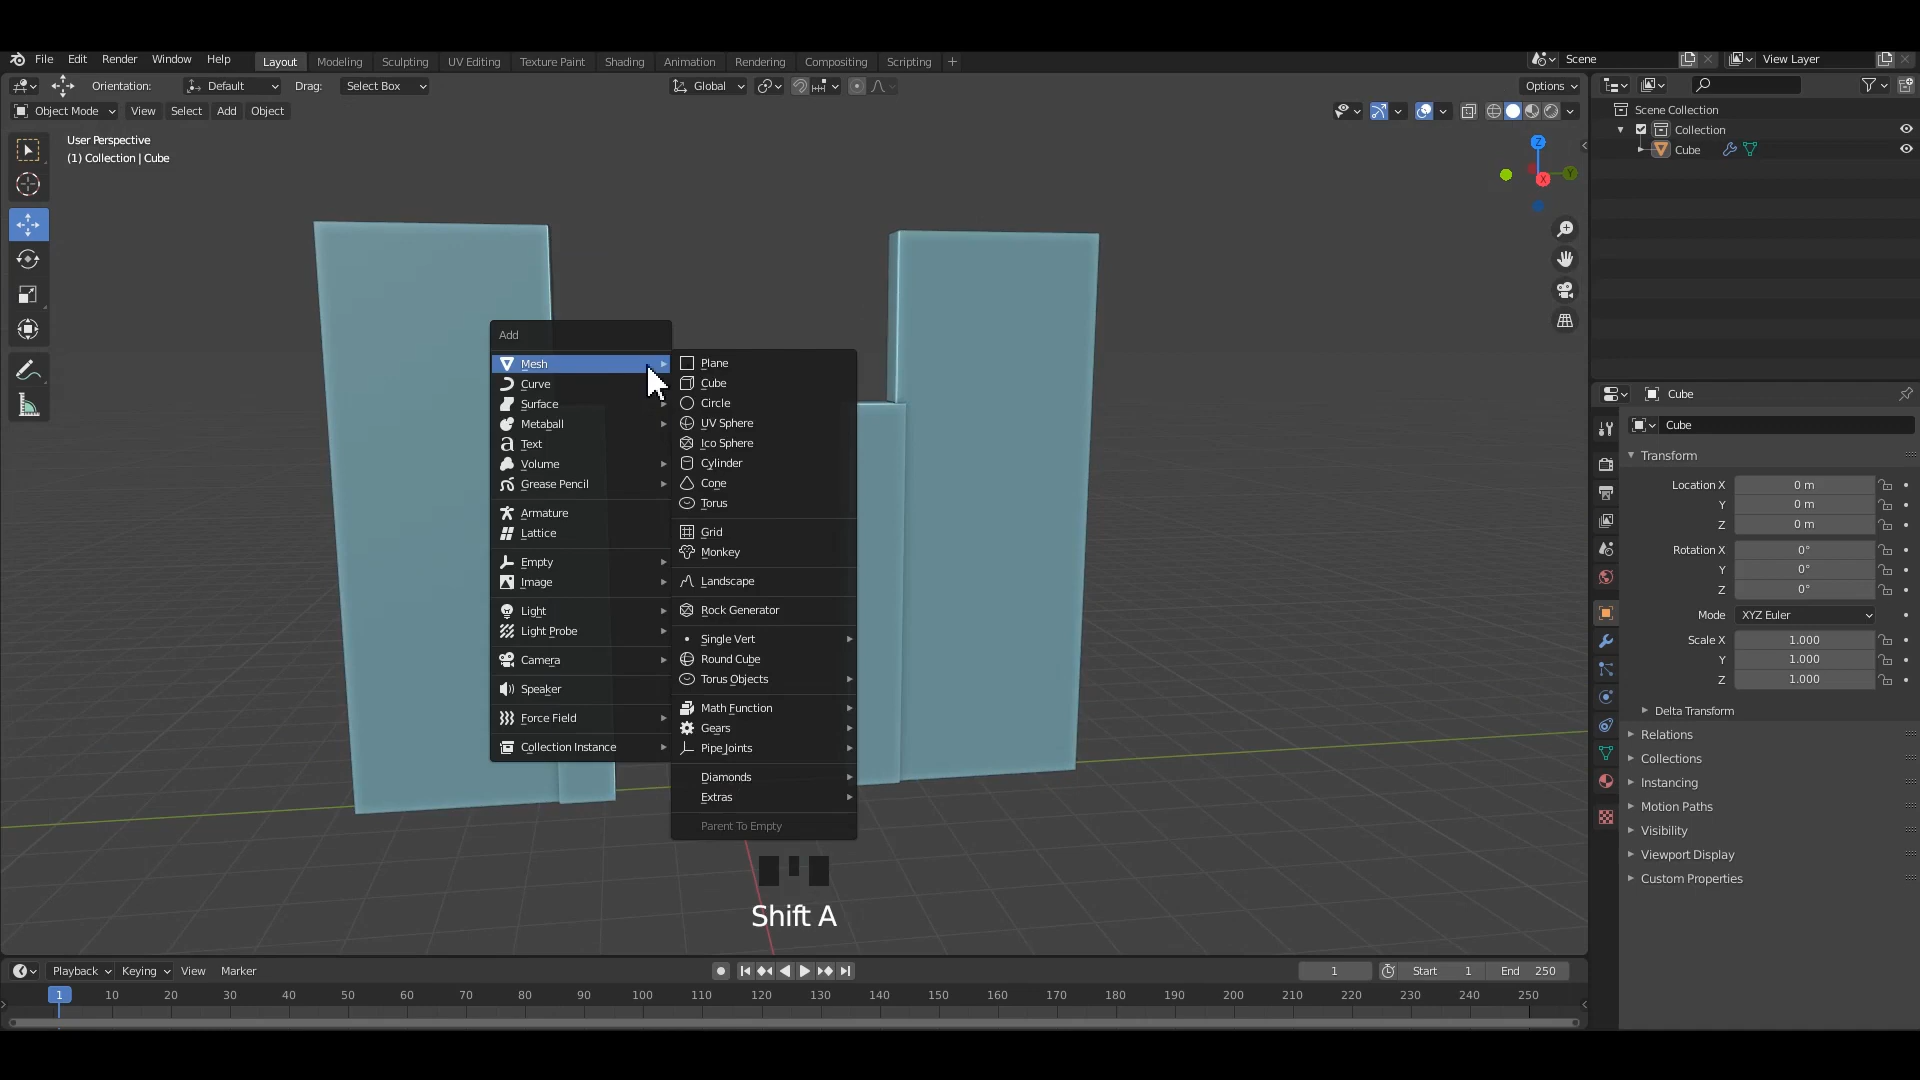 File Edit Render Window Help Layout Modeling Sculpting UV Editing Texture Paint Shading Animation Rendering Compositing Scripting + Scene View Layer
Orientation: Default Drag: Select Box Global Options
Object Mode View Select Add Object
User Perspective
(1) Collection | Cube
Z
X
Y
Add
Mesh
Curve
Surface
Metaball
Text
Volume
Grease Pencil
Armature
Lattice
Empty
Image
Light
Light Probe
Camera
Speaker
Force Field
Collection Instance
Plane
Cube
Circle
UV Sphere
Ico Sphere
Cylinder
Cone
Torus
Grid
Monkey
Landscape
Rock Generator
Single Vert
Round Cube
Torus Objects
Math Function
Gears
Pipe Joints
Diamonds
Extras
Parent To Empty
Shift A
Scene Collection
Collection
Cube
Cube
Cube
Transform
Location X 0 m
Y 0 m
Z 0 m
Rotation X 0°
Y 0°
Z 0°
Mode XYZ Euler
Scale X 1.000
Y 1.000
Z 1.000
Delta Transform
Relations
Collections
Instancing
Motion Paths
Visibility
Viewport Display
Custom Properties
Playback Keying View Marker 1 Start 1 End 250
1 10 20 30 40 50 60 70 80 90 100 110 120 130 140 150 160 170 180 190 200 210 220 230 240 250